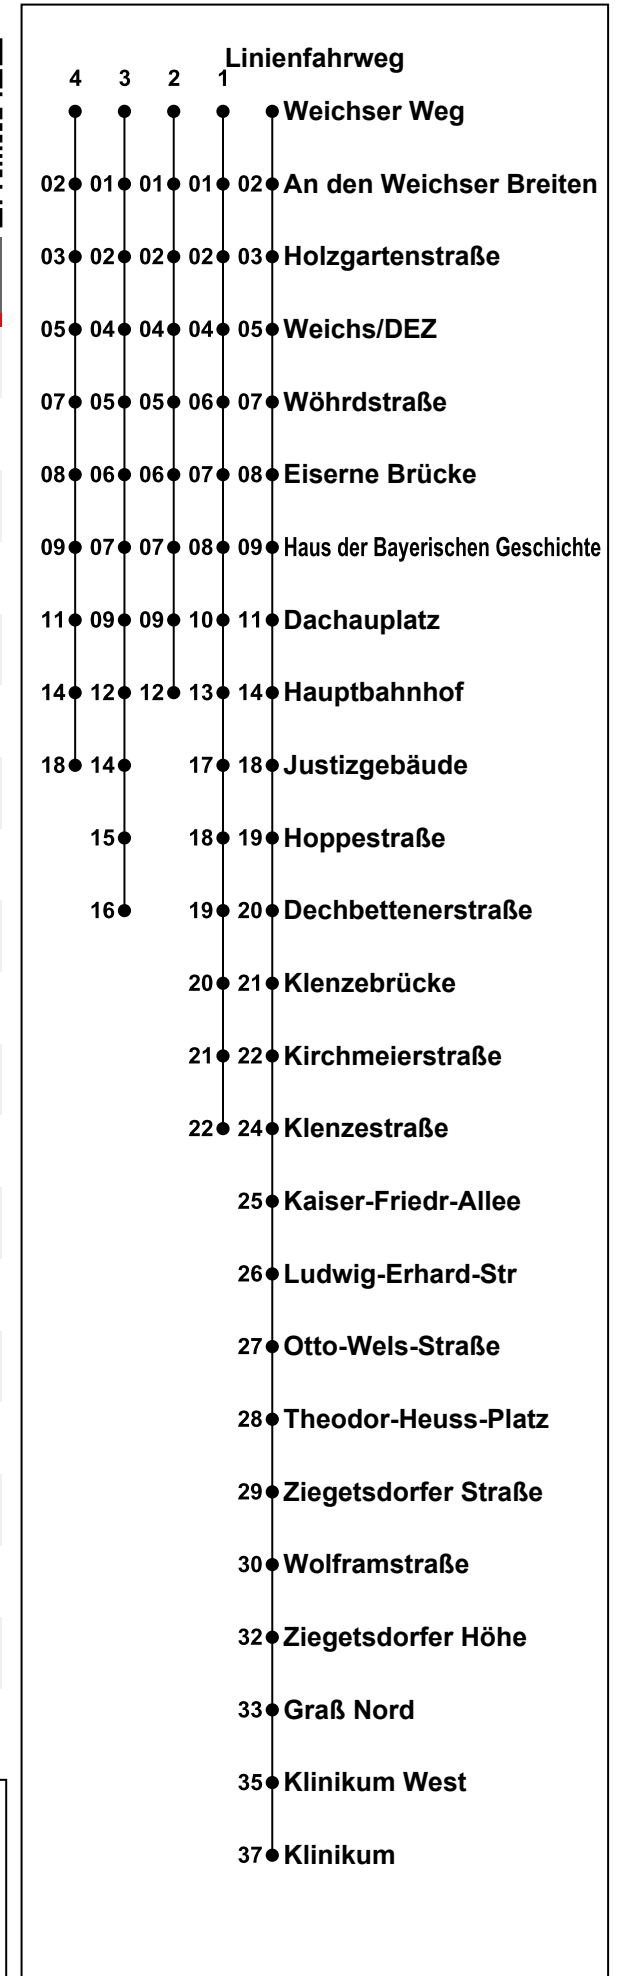 Linienfahrweg
4 3 2 1
Weichser Weg
02 01 01 01 02 An den Weichser Breiten
03 02 02 02 03 Holzgartenstraße
05 04 04 04 05 Weichs/DEZ
07 05 05 06 07 Wöhrdstraße
08 06 06 07 08 Eiserne Brücke
09 07 07 08 09 Haus der Bayerischen Geschichte
11 09 09 10 11 Dachauplatz
14 12 12 13 14 Hauptbahnhof
18 14 17 18 Justizgebäude
15 18 19 Hoppestraße
16 19 20 Dechbettenerstraße
20 21 Klenzebrücke
21 22 Kirchmeierstraße
22 24 Klenzestraße
25 Kaiser-Friedr-Allee
26 Ludwig-Erhard-Str
27 Otto-Wels-Straße
28 Theodor-Heuss-Platz
29 Ziegetsdorfer Straße
30 Wolframstraße
32 Ziegetsdorfer Höhe
33 Graß Nord
35 Klinikum West
37 Klinikum